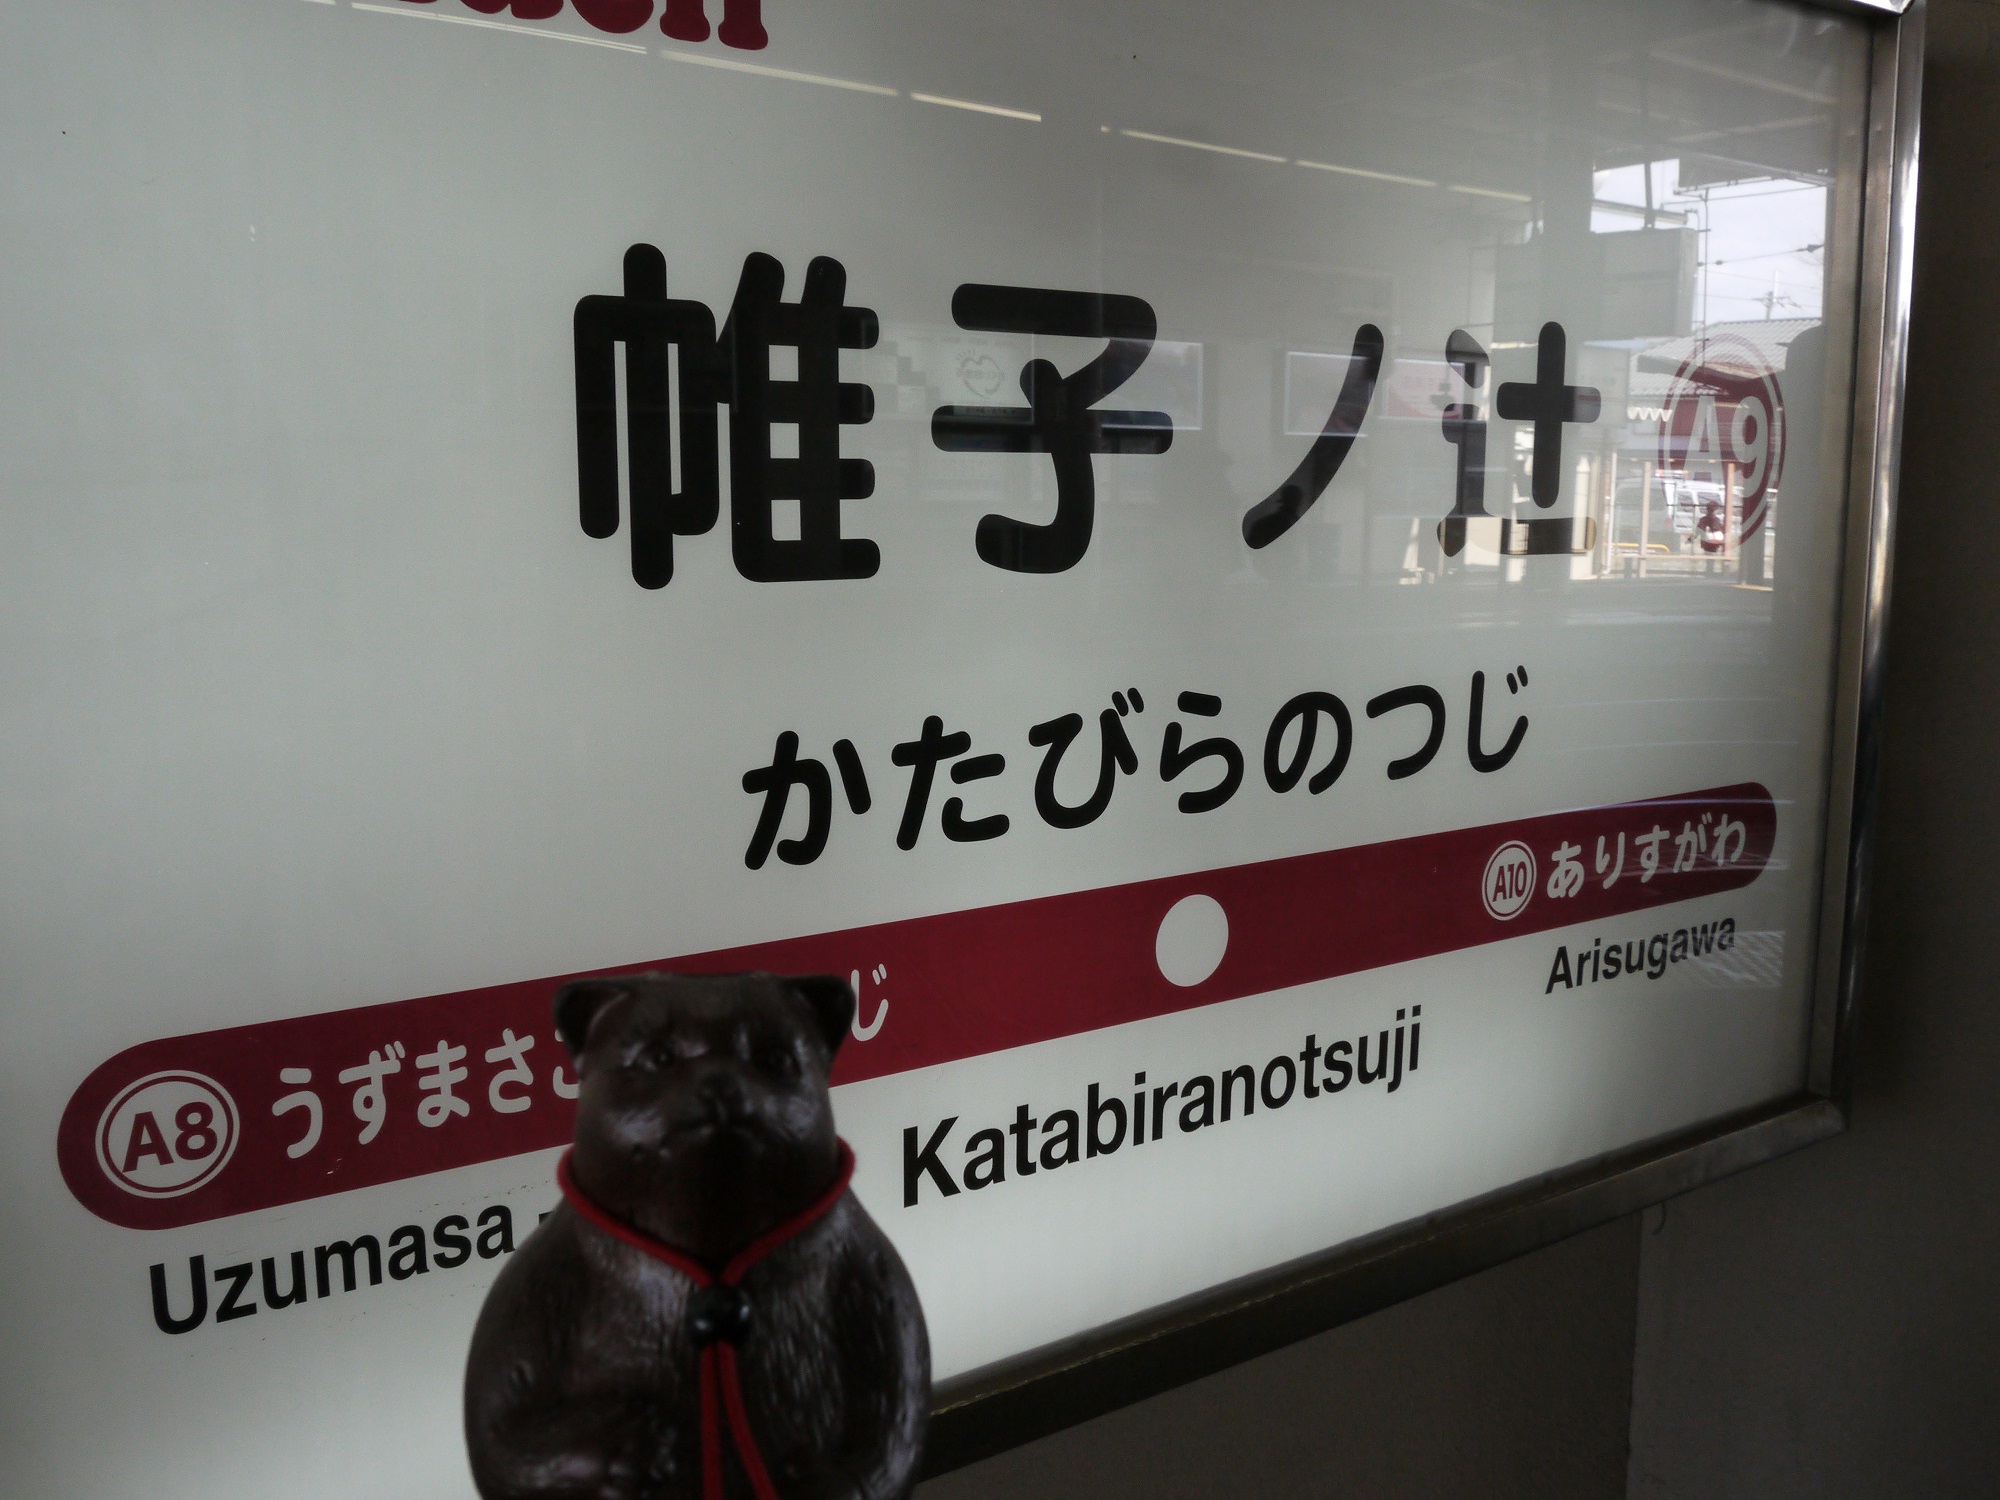 帷子ノ辻
A9
かたびらのつじ
A8 うずまさ
A10 ありすがわ
Uzumasa
Katabiranotsuji
Arisugawa